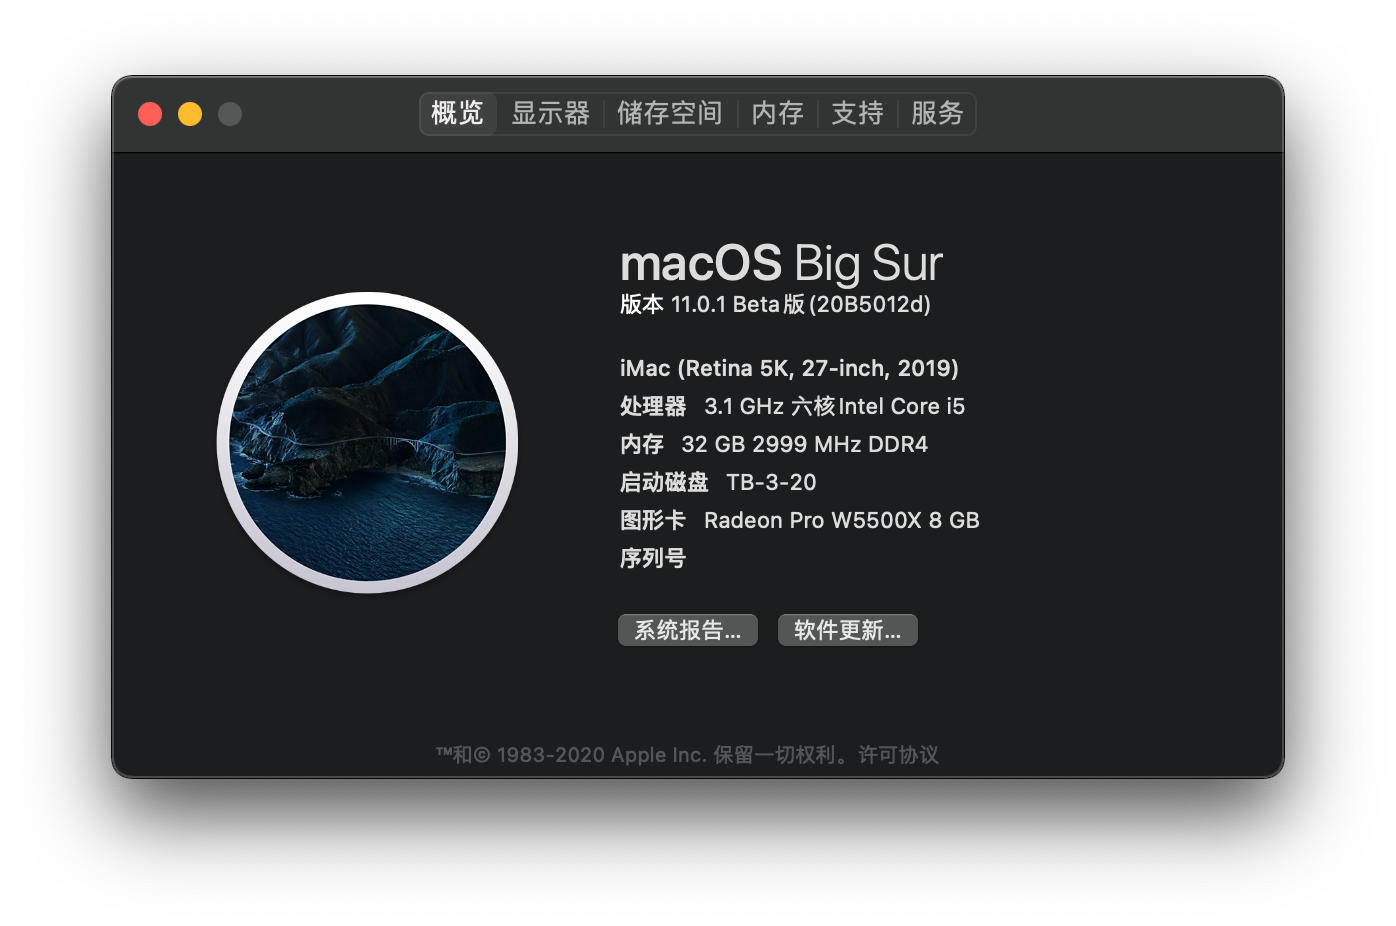 概览 显示器 储存空间 内存 支持 服务
macOS Big Sur
版本 11.0.1 Beta版 (20B5012d)
iMac (Retina 5K, 27-inch, 2019)
处理器 3.1 GHz 六核Intel Core i5
内存 32 GB 2999 MHz DDR4
启动磁盘 TB-3-20
图形卡 Radeon Pro W5500X 8 GB
序列号
系统报告... 软件更新...
™和© 1983-2020 Apple Inc. 保留一切权利。许可协议